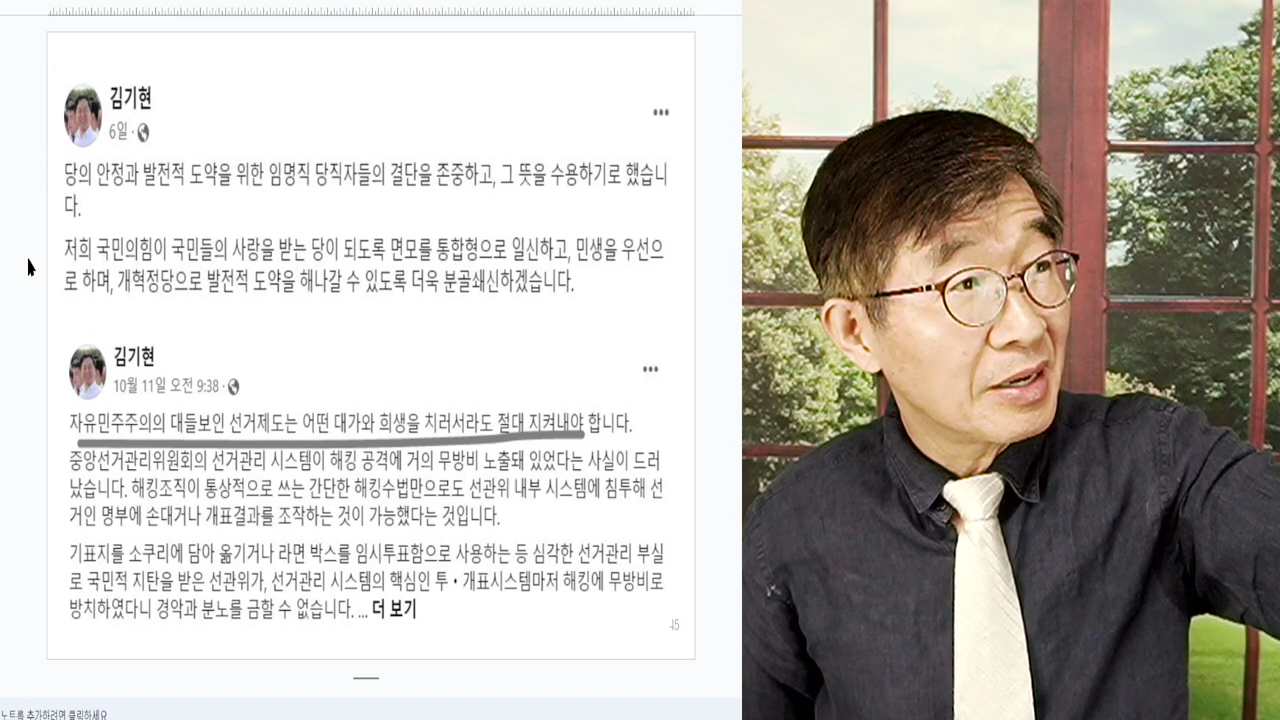 김기현
6일 ·
당의 안정과 발전적 도약을 위한 임명직 당직자들의 결단을 존중하고, 그 뜻을 수용하기로 했습니
다.
저희 국민의힘이 국민들의 사랑을 받는 당이 되도록 면모를 통합형으로 일신하고, 민생을 우선으
로 하며, 개혁정당으로 발전적 도약을 해나갈 수 있도록 더욱 분골쇄신하겠습니다.
김기현
10월 11일 오전 9:38 ·
자유민주주의의 대들보인 선거제도는 어떤 대가와 희생을 치러서라도 절대 지켜내야 합니다.
중앙선거관리위원회의 선거관리 시스템이 해킹 공격에 거의 무방비 노출돼 있었다는 사실이 드러
났습니다. 해킹조직이 통상적으로 쓰는 간단한 해킹수법만으로도 선관위 내부 시스템에 침투해 선
거인 명부에 손대거나 개표결과를 조작하는 것이 가능했다는 것입니다.
기표지를 소쿠리에 담아 옮기거나 라면 박스를 임시투표함으로 사용하는 등 심각한 선거관리 부실
로 국민적 지탄을 받은 선관위가, 선거관리 시스템의 핵심인 투·개표시스템마저 해킹에 무방비로
방치하였다니 경악과 분노를 금할 수 없습니다. ... 더 보기
45
노트를 추가하려면 클릭하세요